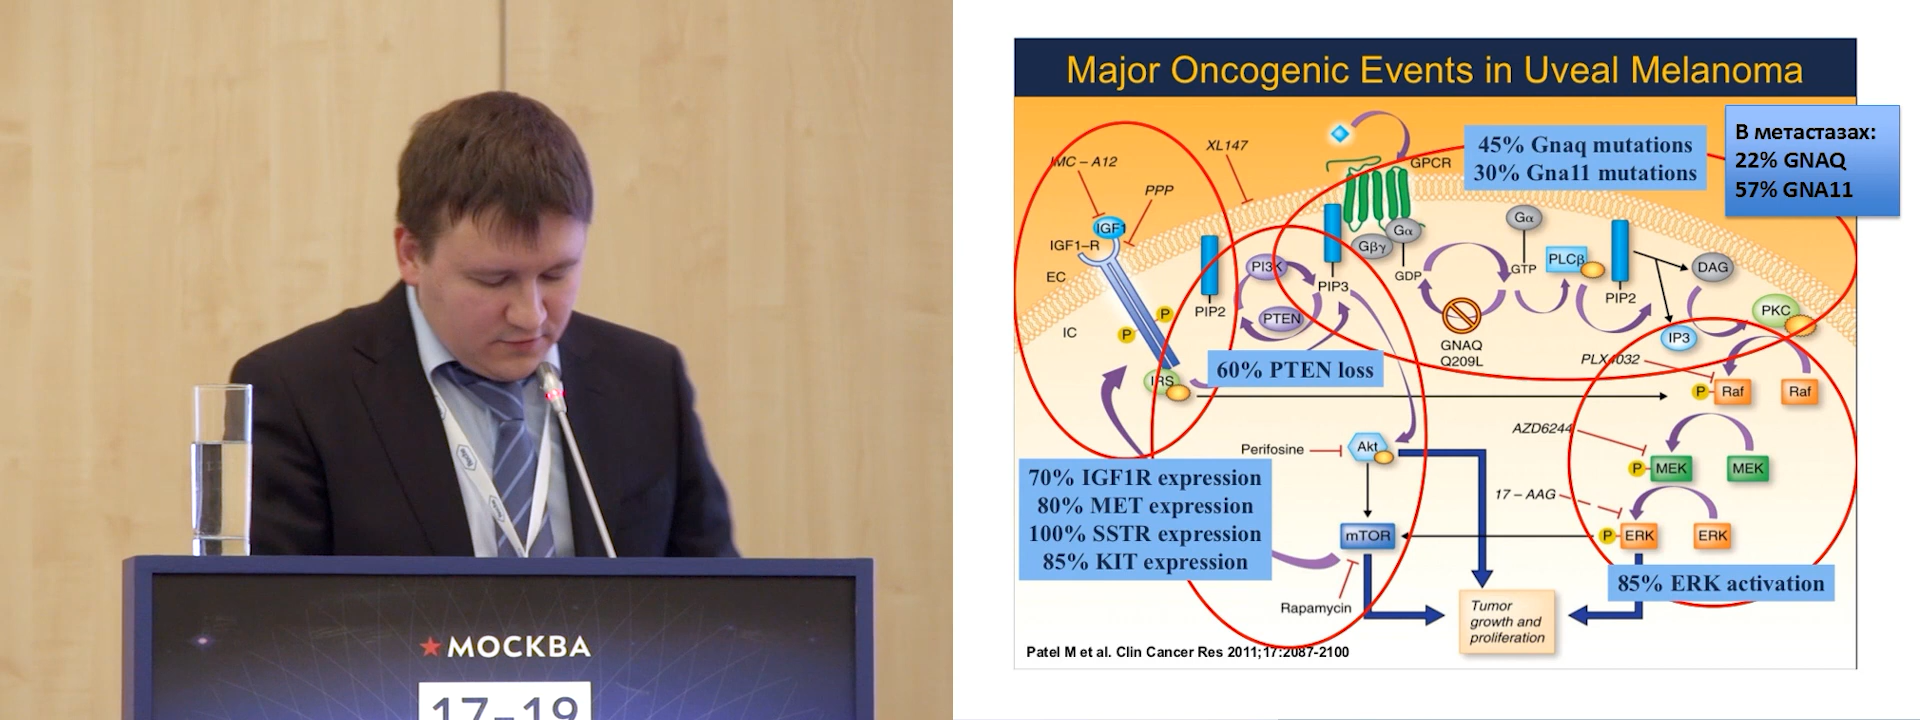 МОСКВА
17-19
Major Oncogenic Events in Uveal Melanoma
В метастазах:
22% GNAQ
57% GNA11
45% Gnaq mutations
30% Gna11 mutations
IMC – A12
XL147
GPCR
PPP
IGF1
IGF1–R
EC
IC
P
P
IRS
PIP2
PI3K
PTEN
PIP3
Gβγ
Gα
GDP
GNAQ
Q209L
Gα
GTP
PLCβ
PIP2
DAG
IP3
PKC
60% PTEN loss
PLX4032
P
Raf
Raf
AZD6244
P
MEK
MEK
17 – AAG
P
ERK
ERK
Perifosine
Akt
mTOR
Rapamycin
70% IGF1R expression
80% MET expression
100% SSTR expression
85% KIT expression
85% ERK activation
Tumor
growth and
proliferation
Patel M et al. Clin Cancer Res 2011;17:2087-2100